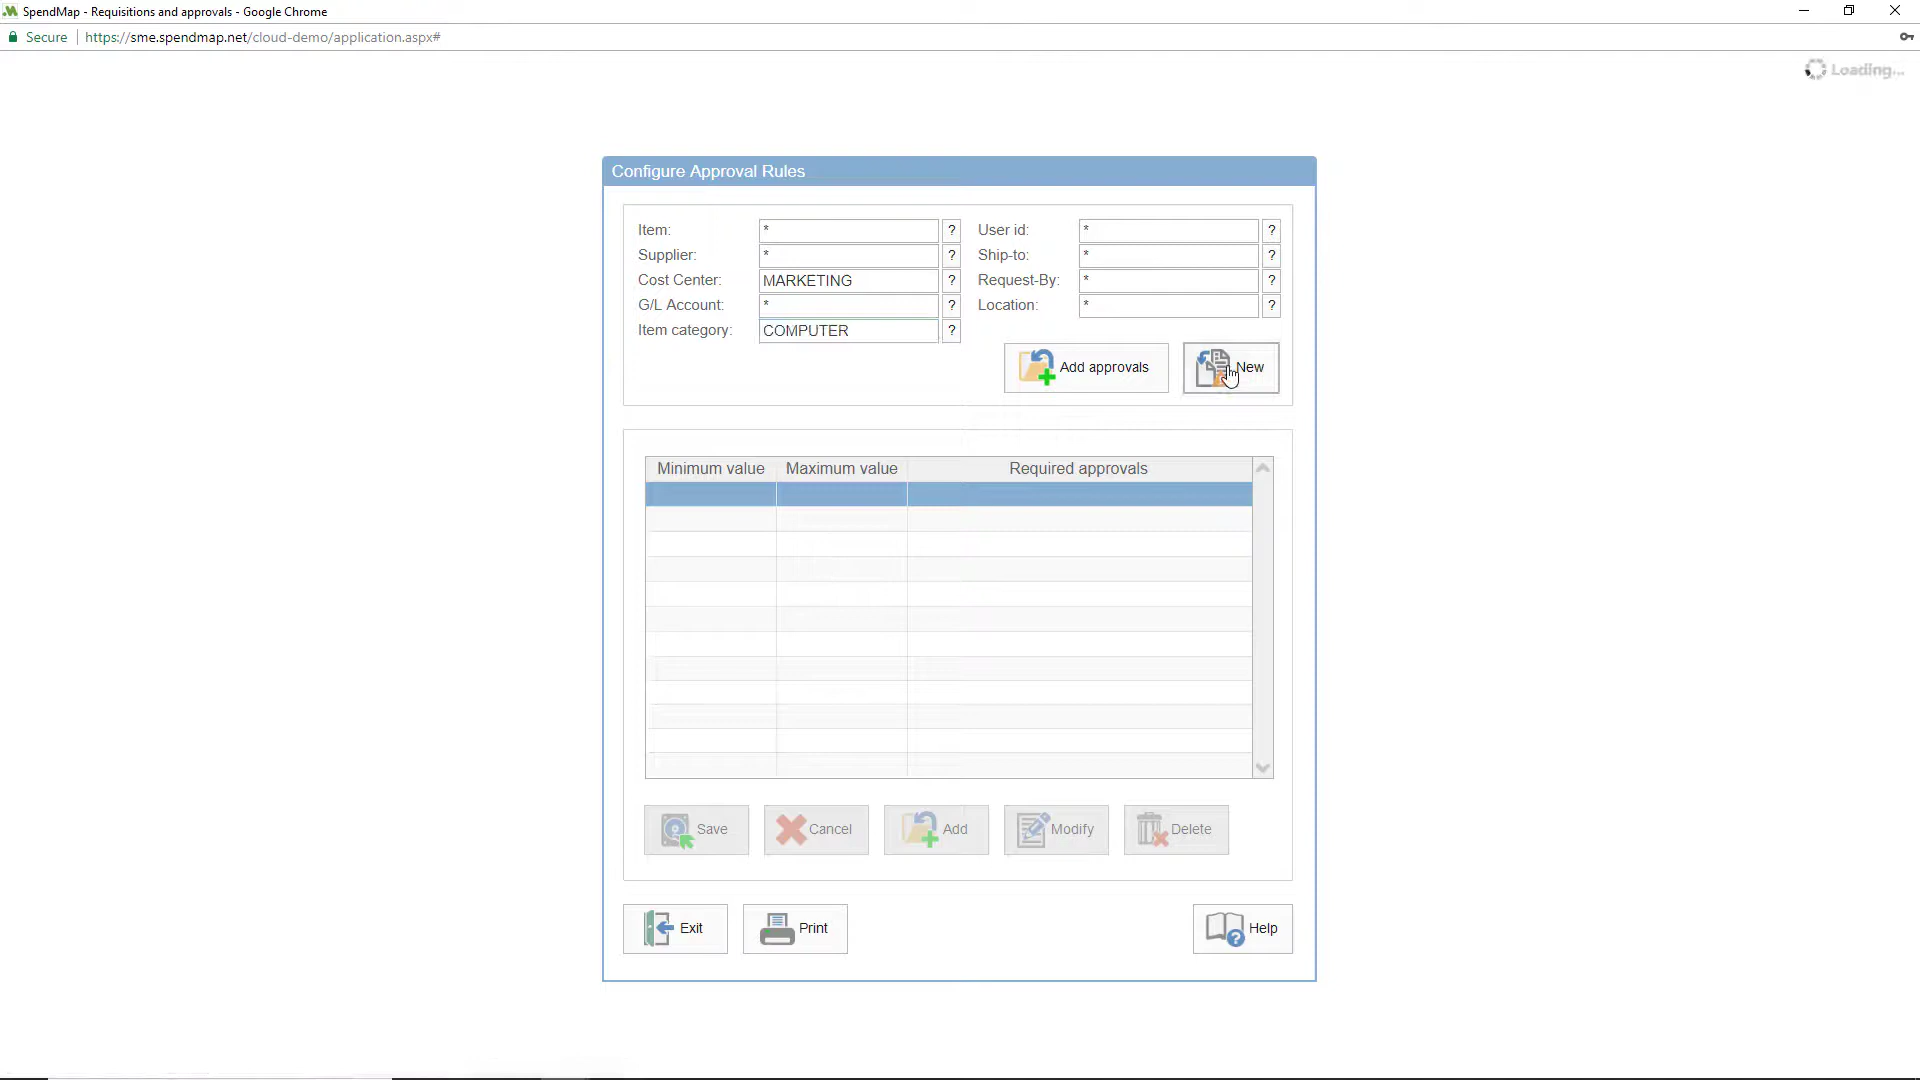 SpendMap - Requisitions and approvals - Google Chrome
Secure https://sme.spendmap.net/cloud-demo/application.aspx#
Loading...
Configure Approval Rules
Item: * ? User id: * ?
Supplier: * ? Ship-to: * ?
Cost Center: MARKETING ? Request-By: * ?
G/L Account: * ? Location: * ?
Item category: COMPUTER ?
Add approvals New
Minimum value Maximum value Required approvals
Save Cancel Add Modify Delete
Exit Print Help